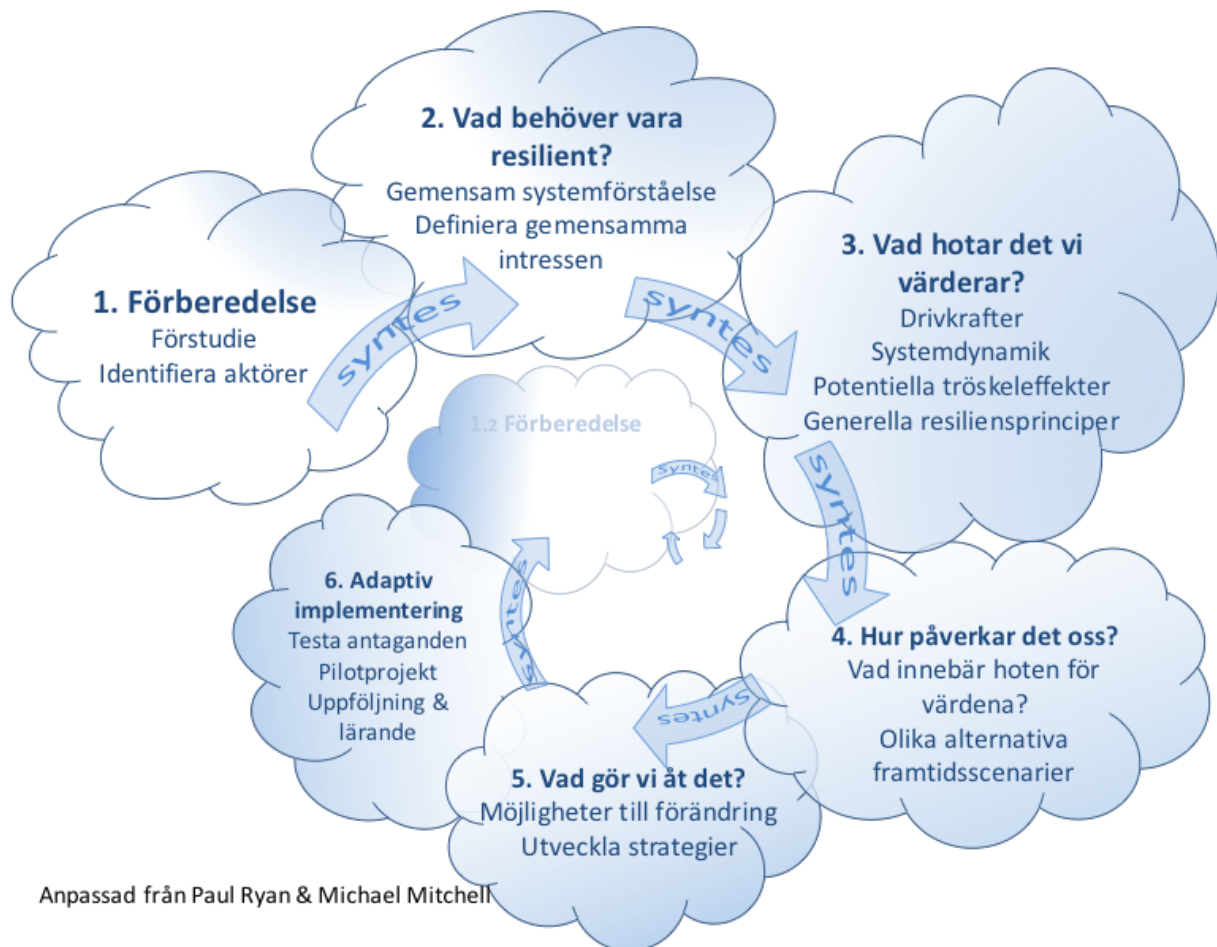 1. Förberedelse
Förstudie
Identifiera aktörer
syntes
2. Vad behöver vara
resilient?
Gemensam systemförståelse
Definiera gemensamma
intressen
syntes
3. Vad hotar det vi
värderar?
Drivkrafter
Systemdynamik
Potentiella tröskeleffekter
Generella resiliensprinciper
syntes
4. Hur påverkar det oss?
Vad innebär hoten för
värdena?
Olika alternativa
framtidsscenarier
syntes
5. Vad gör vi åt det?
Möjligheter till förändring
Utveckla strategier
syntes
6. Adaptiv
implementering
Testa antaganden
Pilotprojekt
Uppföljning &
lärande
1.2 Förberedelse
syntes
Anpassad från Paul Ryan & Michael Mitchell